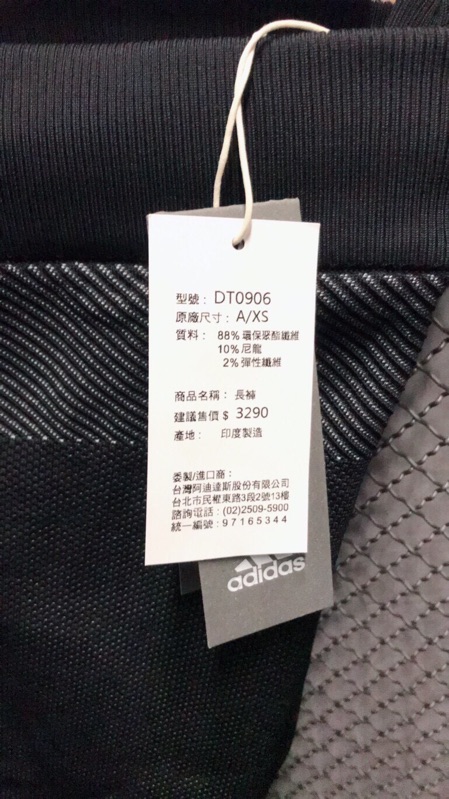 型號： DT0906
原廠尺寸： A/XS
質料： 88% 環保聚酯纖維
10% 尼龍
2% 彈性纖維
商品名稱： 長褲
建議售價 $ 3290
產地： 印度製造
委製/進口商：
台灣阿迪達斯股份有限公司
台北市民權東路3段2號13樓
諮詢電話：(02)2509-5900
統一編號：97165344
adidas